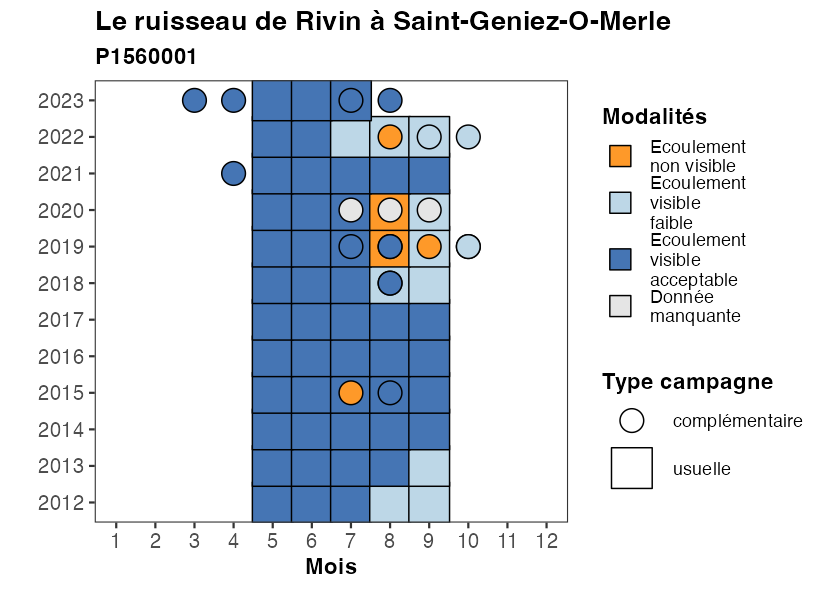 Le ruisseau de Rivin à Saint-Geniez-O-Merle
P1560001
2023
2022
2021
2020
2019
2018
2017
2016
2015
2014
2013
2012
1 2 3 4 5 6 7 8 9 10 11 12
Mois
Modalités
Ecoulement
non visible
Ecoulement
visible
faible
Ecoulement
visible
acceptable
Donnée
manquante
Type campagne
complémentaire
usuelle